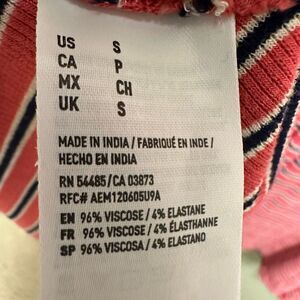 US S
CA P
MX CH
UK S
MADE IN INDIA / FABRIQUÉ EN INDE /
HECHO EN INDIA
RN 54485/CA 03873
RFC# AEM120605U9A
EN 96% VISCOSE / 4% ELASTANE
FR 96% VISCOSE / 4% ÉLASTHANNE
SP 96% VISCOSA / 4% ELASTANO